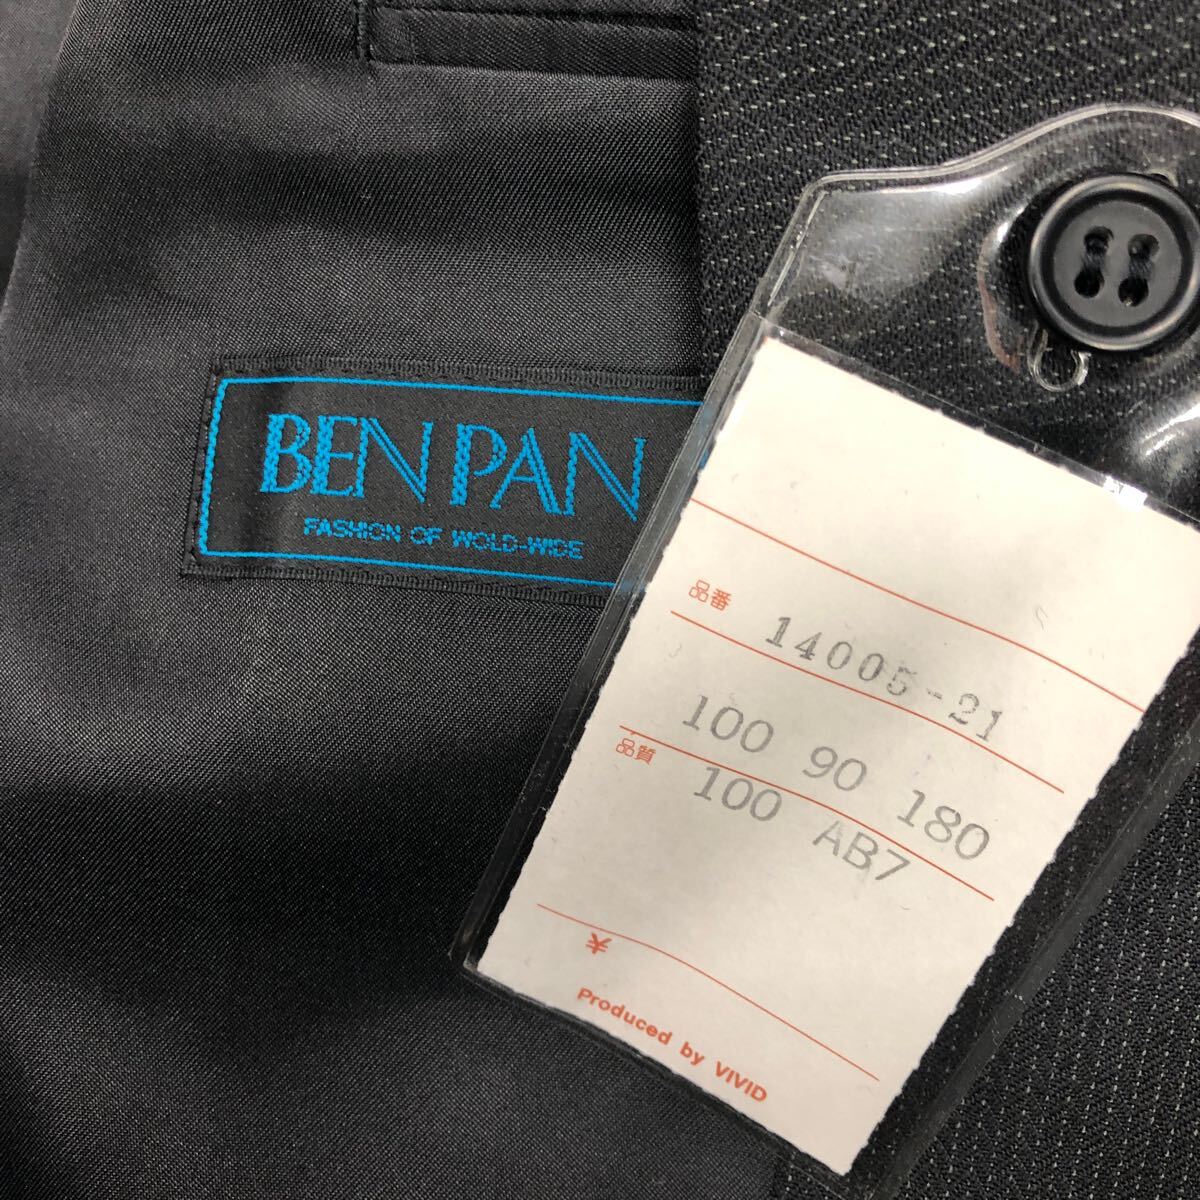 BEN PAN
FASHION OF WOLD-WIDE
品番
14005-21
100 90 180
品質
100 AB7
¥
Produced by VIVID